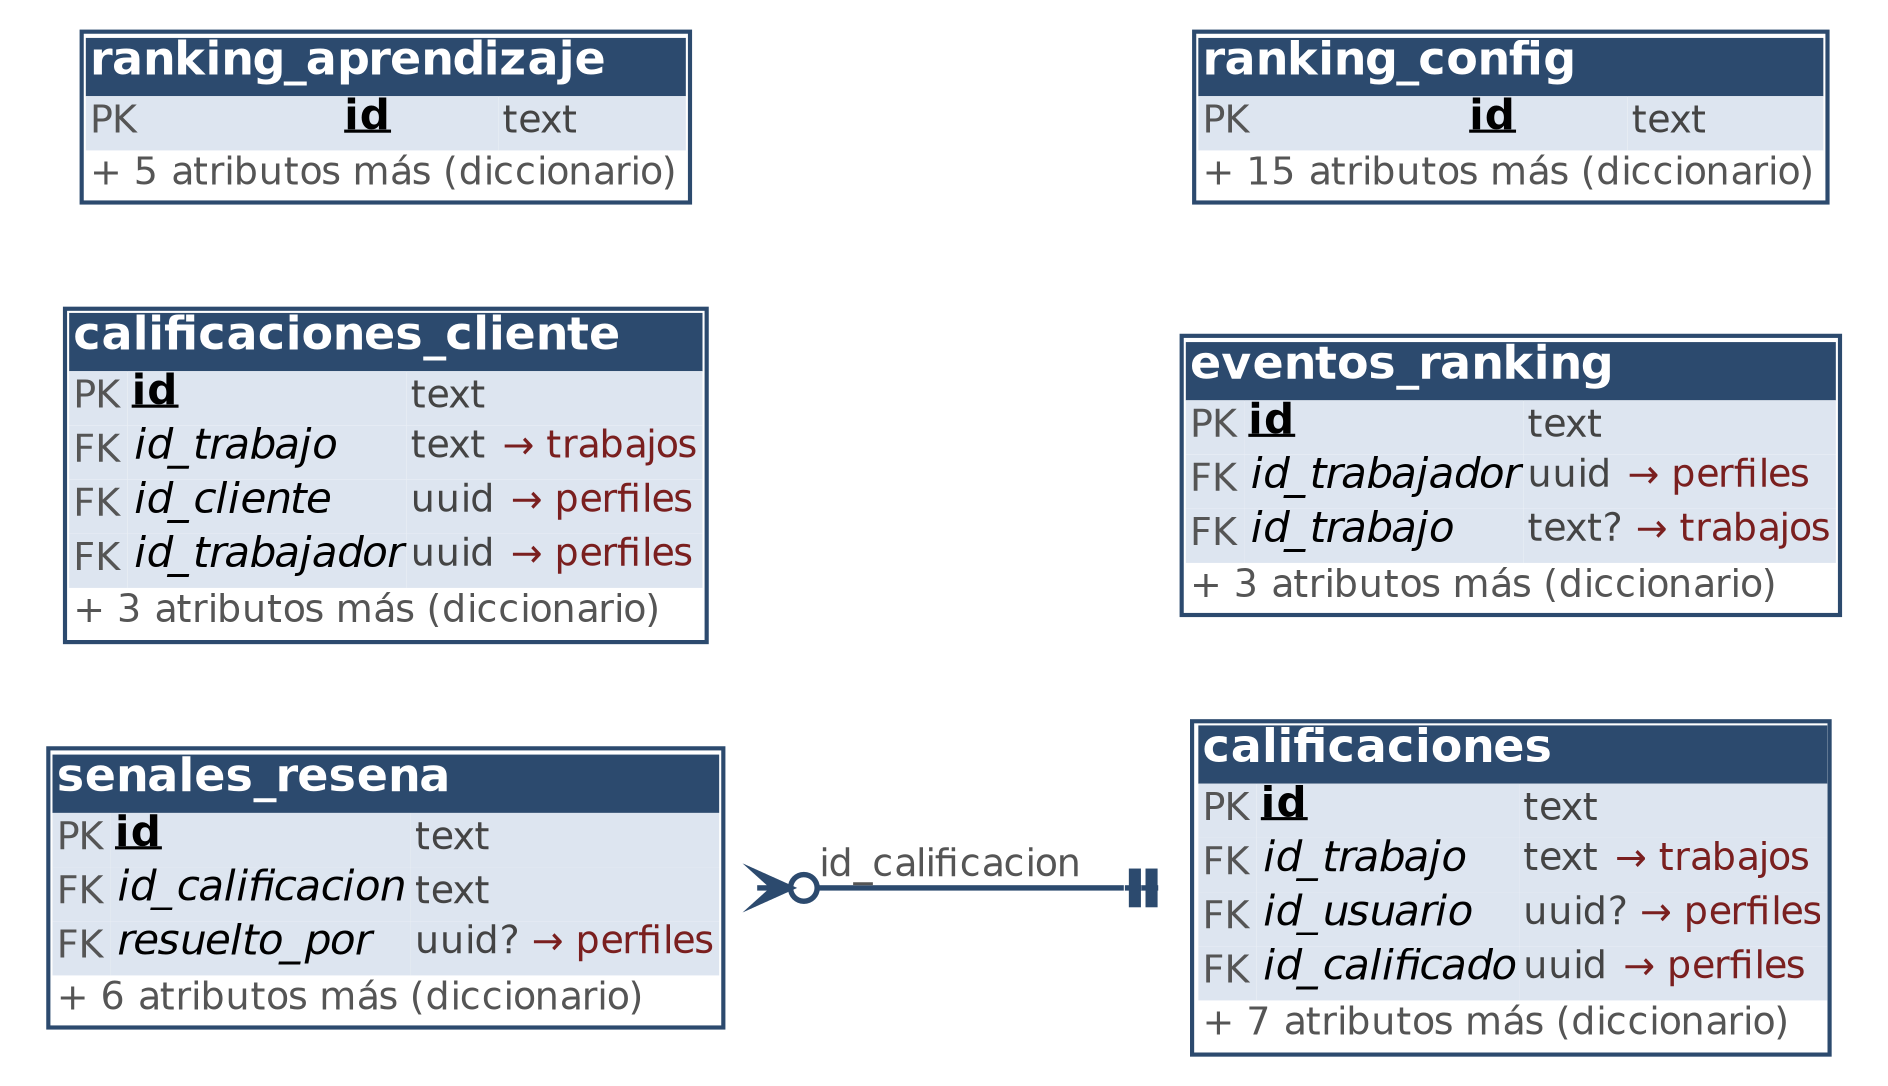 ranking_aprendizaje
PK id text
+ 5 atributos más (diccionario)
ranking_config
PK id text
+ 15 atributos más (diccionario)
calificaciones_cliente
PK id text
FK id_trabajo text → trabajos
FK id_cliente uuid → perfiles
FK id_trabajador uuid → perfiles
+ 3 atributos más (diccionario)
eventos_ranking
PK id text
FK id_trabajador uuid → perfiles
FK id_trabajo text? → trabajos
+ 3 atributos más (diccionario)
senales_resena
PK id text
FK id_calificacion text
FK resuelto_por uuid? → perfiles
+ 6 atributos más (diccionario)
id_calificacion
calificaciones
PK id text
FK id_trabajo text → trabajos
FK id_usuario uuid? → perfiles
FK id_calificado uuid → perfiles
+ 7 atributos más (diccionario)